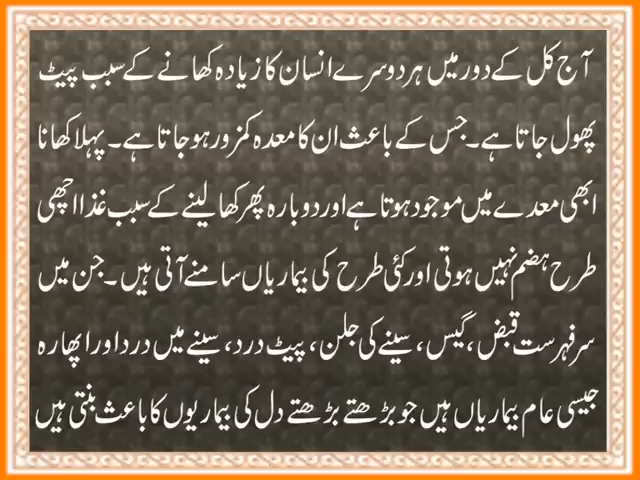 آج کل کے دور میں ہر دوسرے انسان کا زیادہ کھانے کے سبب پیٹ
پھول جاتا ہے۔ جس کے باعث ان کا معدہ کمزور ہو جاتا ہے۔ پہلا کھانا
ابھی معدے میں موجود ہوتا ہے اور دوبارہ پھر کھا لینے کے سبب غذا اچھی
طرح ہضم نہیں ہوتی اور کئی طرح کی بیماریاں سامنے آتی ہیں۔ جن میں
سرفہرست قبض، گیس، سینے کی جلن، پیٹ درد، سینے میں درد اور اپھارہ
جیسی عام بیماریاں ہیں جو بڑھتے بڑھتے دل کی بیماریوں کا باعث بنتی ہیں